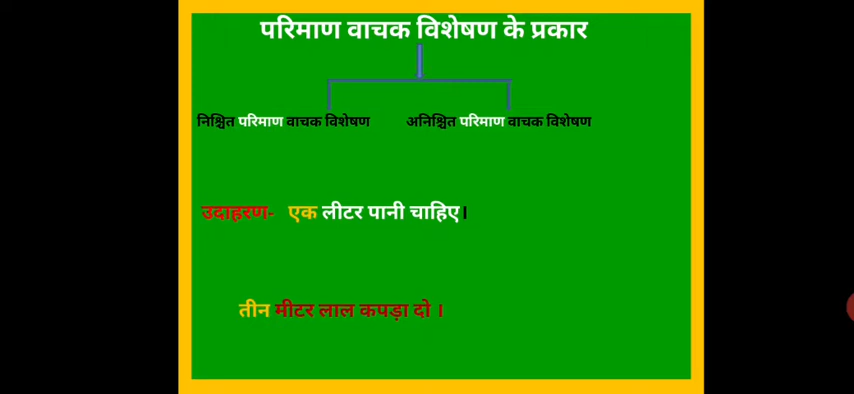 परिमाण वाचक विशेषण के प्रकार
निश्चित परिमाण वाचक विशेषण अनिश्चित परिमाण वाचक विशेषण
उदाहरण- एक लीटर पानी चाहिए।
तीन मीटर लाल कपड़ा दो ।